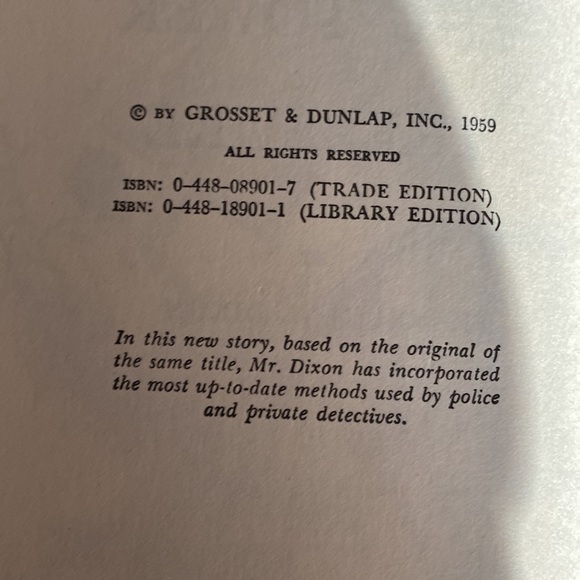 © BY GROSSET & DUNLAP, INC., 1959
ALL RIGHTS RESERVED
ISBN: 0-448-08901-7 (TRADE EDITION)
ISBN: 0-448-18901-1 (LIBRARY EDITION)
In this new story, based on the original of
the same title, Mr. Dixon has incorporated
the most up-to-date methods used by police
and private detectives.